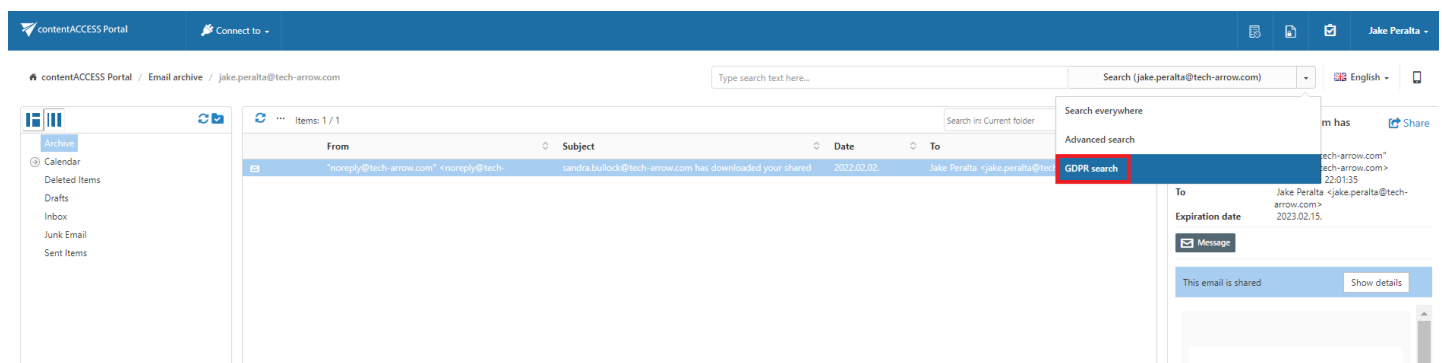 contentACCESS Portal
Connect to
Jake Peralta
contentACCESS Portal / Email archive / jake.peralta@tech-arrow.com
Type search text here...
Search (jake.peralta@tech-arrow.com)
English
Search everywhere
Advanced search
GDPR search
Items: 1 / 1
Search in: Current folder
m has
Share
Archive
Calendar
Deleted Items
Drafts
Inbox
Junk Email
Sent Items
From
Subject
Date
To
"noreply@tech-arrow.com" <noreply@tech-
sandra.bullock@tech-arrow.com has downloaded your shared
2022.02.02.
Jake Peralta <jake.peralta@tech
ech-arrow.com"
ech-arrow.com>
22:01:35
To
Jake Peralta <jake.peralta@tech-
arrow.com>
Expiration date
2023.02.15.
Message
This email is shared
Show details